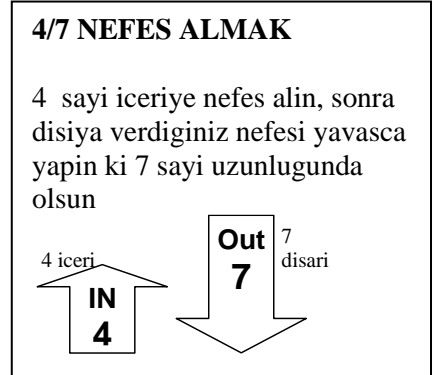 4/7 NEFES ALMAK
4 sayi iceriye nefes alin, sonra
disiya verdiginiz nefesi yavasca
yapin ki 7 sayi uzunlugunda
olsun
4 iceri
IN
4
Out
7
7
disari